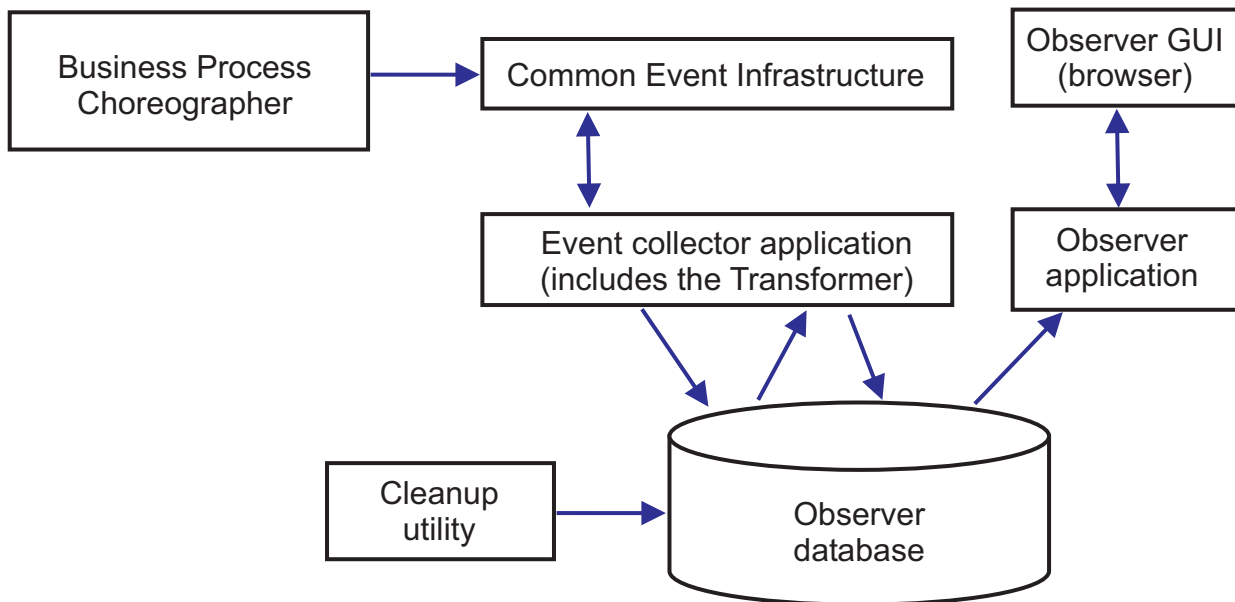 Business Process
Choreographer
Common Event Infrastructure
Observer GUI
(browser)
Event collector application
(includes the Transformer)
Observer
application
Cleanup
utility
Observer
database